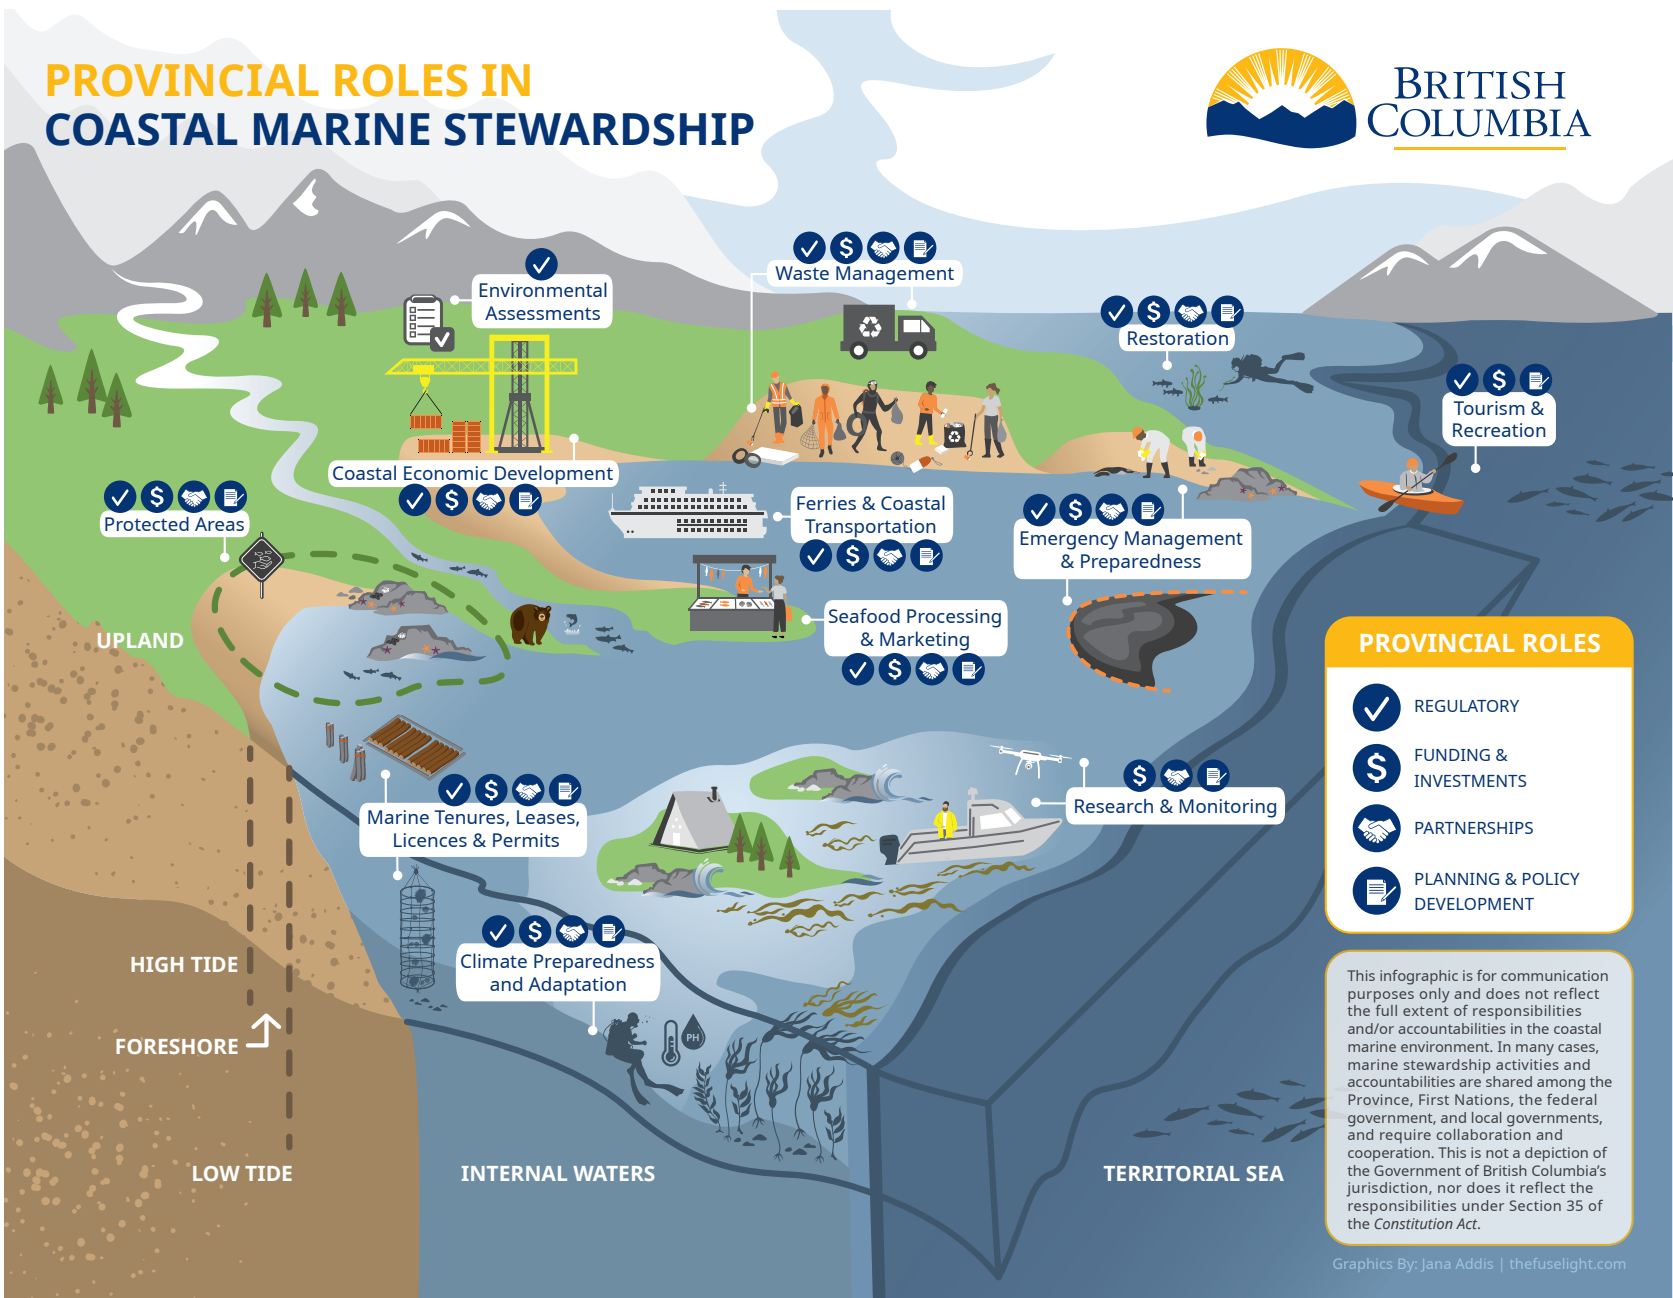 PROVINCIAL ROLES IN
COASTAL MARINE STEWARDSHIP
BRITISH
COLUMBIA
Environmental
Assessments
Waste Management
Restoration
Tourism &
Recreation
Coastal Economic Development
Protected Areas
Ferries & Coastal
Transportation
Emergency Management
& Preparedness
Seafood Processing
& Marketing
UPLAND
Marine Tenures, Leases,
Licences & Permits
Research & Monitoring
Climate Preparedness
and Adaptation
PH
HIGH TIDE
FORESHORE
LOW TIDE
INTERNAL WATERS
TERRITORIAL SEA
PROVINCIAL ROLES
REGULATORY
FUNDING &
INVESTMENTS
PARTNERSHIPS
PLANNING & POLICY
DEVELOPMENT
This infographic is for communication
purposes only and does not reflect
the full extent of responsibilities
and/or accountabilities in the coastal
marine environment. In many cases,
marine stewardship activities and
accountabilities are shared among the
Province, First Nations, the federal
government, and local governments,
and require collaboration and
cooperation. This is not a depiction of
the Government of British Columbia's
jurisdiction, nor does it reflect the
responsibilities under Section 35 of
the Constitution Act.
Graphics By: Jana Addis | thefuselight.com